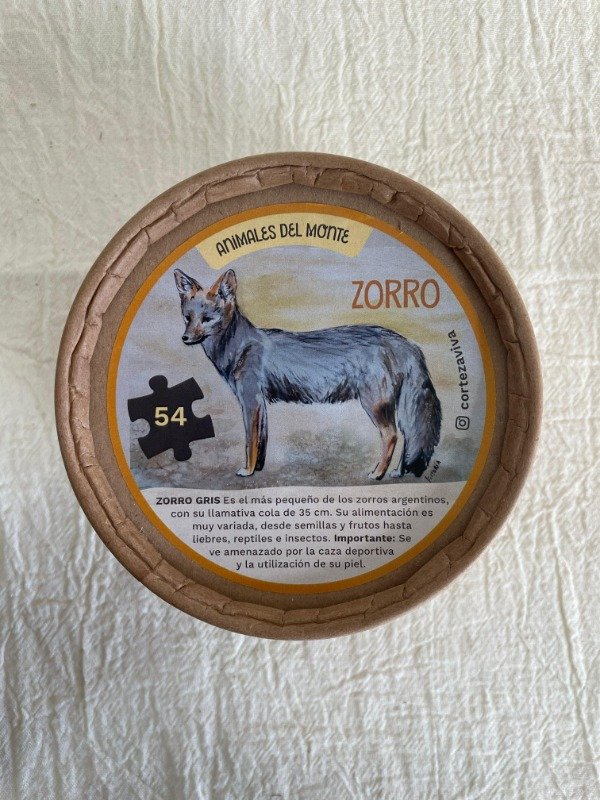 ANIMALES DEL MONTE
ZORRO
cortezaviva
54
ZORRO GRIS Es el más pequeño de los zorros argentinos,
con su llamativa cola de 35 cm. Su alimentación es
muy variada, desde semillas y frutos hasta
liebres, reptiles e insectos. Importante: Se
ve amenazado por la caza deportiva
y la utilización de su piel.